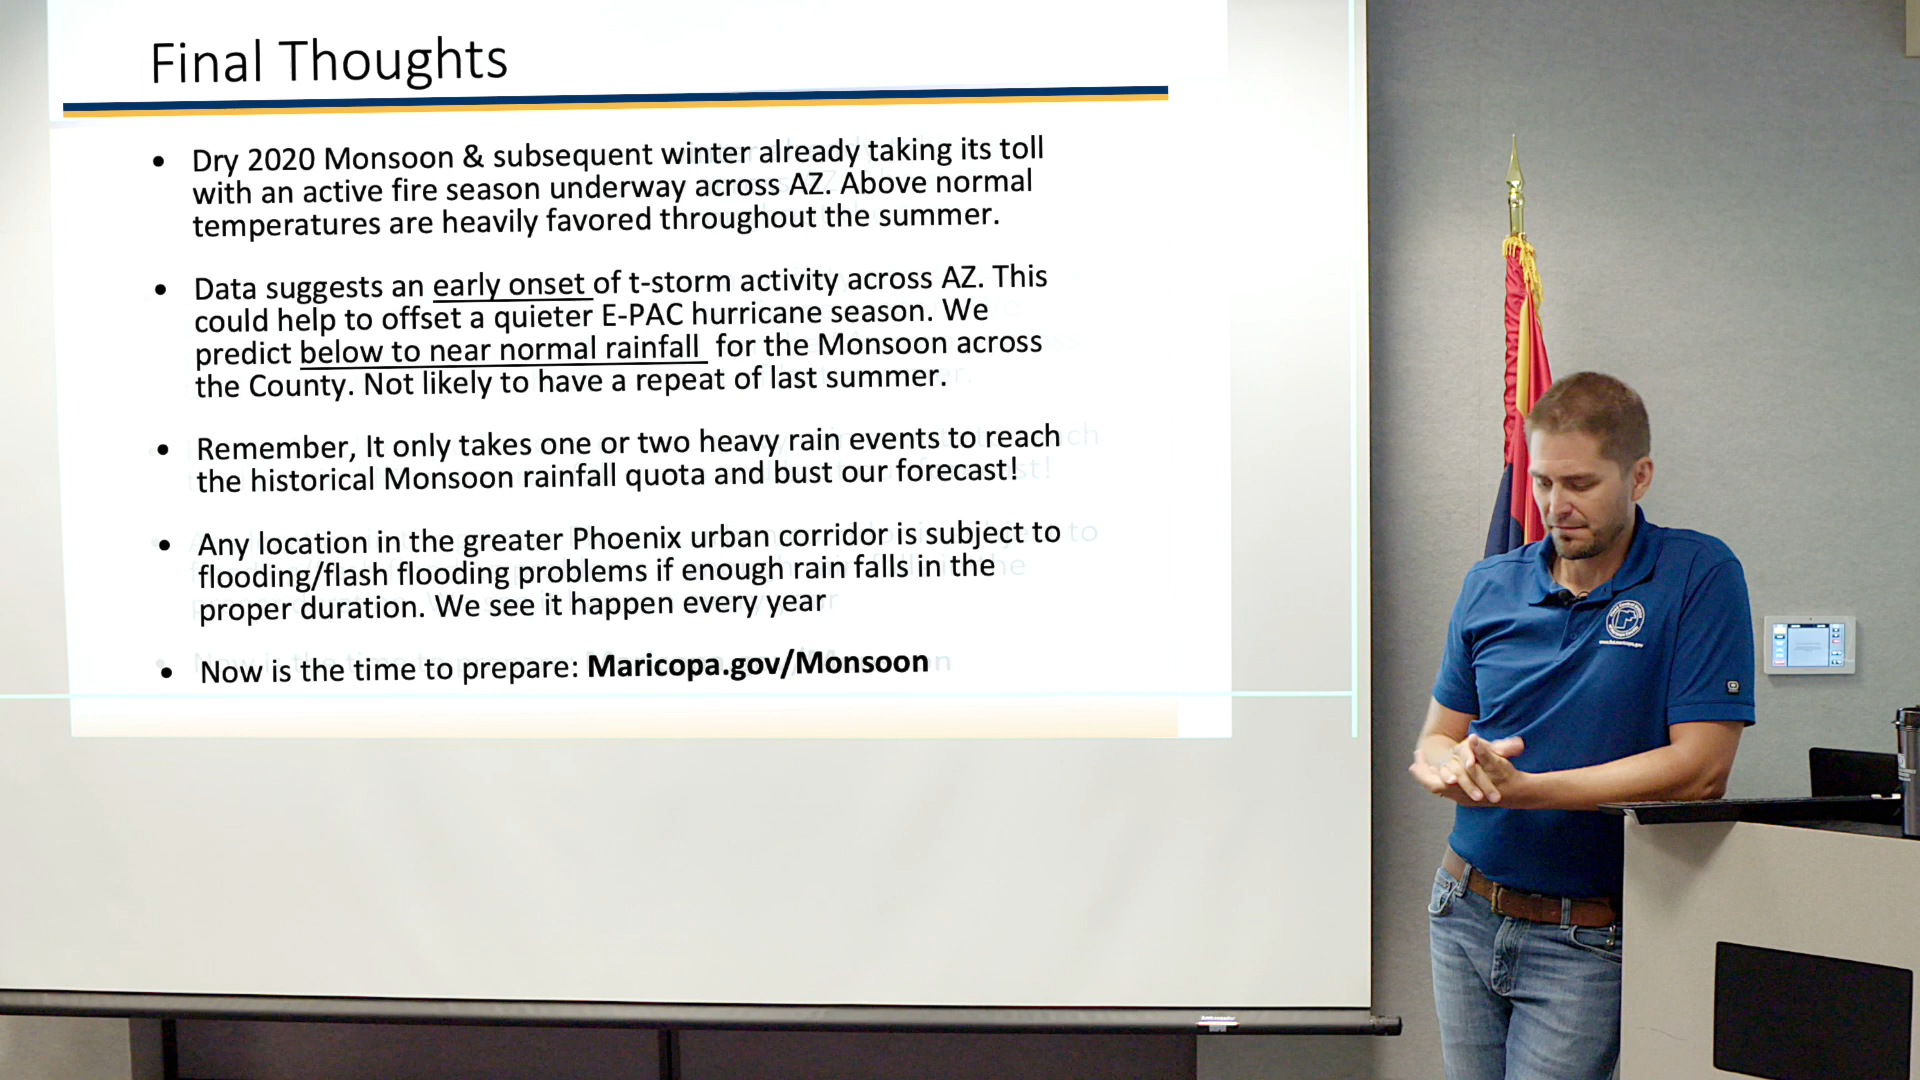 Final Thoughts
• Dry 2020 Monsoon & subsequent winter already taking its toll
with an active fire season underway across AZ. Above normal
temperatures are heavily favored throughout the summer.
• Data suggests an early onset of t-storm activity across AZ. This
could help to offset a quieter E-PAC hurricane season. We
predict below to near normal rainfall for the Monsoon across
the County. Not likely to have a repeat of last summer.
• Remember, It only takes one or two heavy rain events to reach
the historical Monsoon rainfall quota and bust our forecast!
• Any location in the greater Phoenix urban corridor is subject to
flooding/flash flooding problems if enough rain falls in the
proper duration. We see it happen every year
• Now is the time to prepare: Maricopa.gov/Monsoon